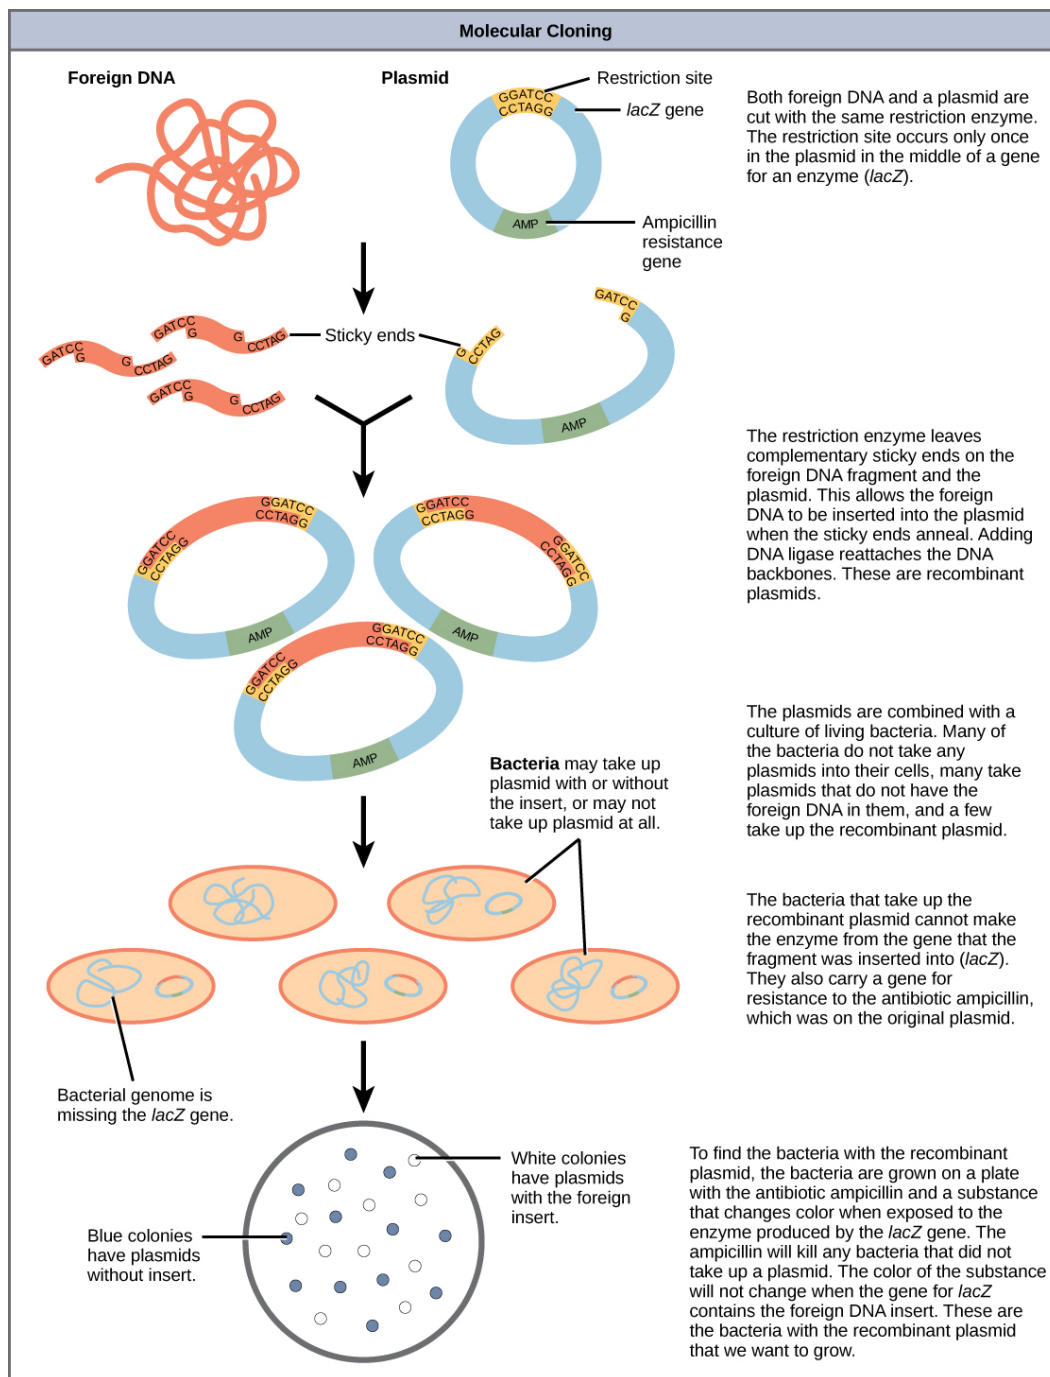 Molecular Cloning
Foreign DNA
Plasmid
Restriction site
GGATCC
CCTAGG
lacZ gene
AMP
Ampicillin
resistance
gene
Both foreign DNA and a plasmid are
cut with the same restriction enzyme.
The restriction site occurs only once
in the plasmid in the middle of a gene
for an enzyme (lacZ).
GATCC
G
G
CCTAG
GATCC
G
G
CCTAG
GATCC
G
G
CCTAG
Sticky ends
G
CCTAG
GATCC
G
AMP
The restriction enzyme leaves
complementary sticky ends on the
foreign DNA fragment and the
plasmid. This allows the foreign
DNA to be inserted into the plasmid
when the sticky ends anneal. Adding
DNA ligase reattaches the DNA
backbones. These are recombinant
plasmids.
GGATCC
CCTAGG
GGATCC
CCTAGG
AMP
GGATCC
CCTAGG
GGATCC
CCTAGG
AMP
GGATCC
CCTAGG
GGATCC
CCTAGG
AMP
The plasmids are combined with a
culture of living bacteria. Many of
the bacteria do not take any
plasmids into their cells, many take
plasmids that do not have the
foreign DNA in them, and a few
take up the recombinant plasmid.
Bacteria may take up
plasmid with or without
the insert, or may not
take up plasmid at all.
The bacteria that take up the
recombinant plasmid cannot make
the enzyme from the gene that the
fragment was inserted into (lacZ).
They also carry a gene for
resistance to the antibiotic ampicillin,
which was on the original plasmid.
Bacterial genome is
missing the lacZ gene.
White colonies
have plasmids
with the foreign
insert.
Blue colonies
have plasmids
without insert.
To find the bacteria with the recombinant
plasmid, the bacteria are grown on a plate
with the antibiotic ampicillin and a substance
that changes color when exposed to the
enzyme produced by the lacZ gene. The
ampicillin will kill any bacteria that did not
take up a plasmid. The color of the substance
will not change when the gene for lacZ
contains the foreign DNA insert. These are
the bacteria with the recombinant plasmid
that we want to grow.